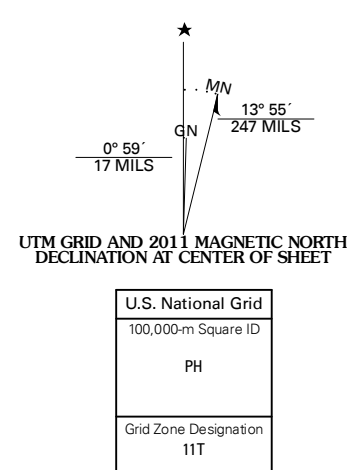 MN
13° 55´
247 MILS
GN
0° 59´
17 MILS
UTM GRID AND 2011 MAGNETIC NORTH
DECLINATION AT CENTER OF SHEET
U.S. National Grid
100,000-m Square ID
PH
Grid Zone Designation
11T